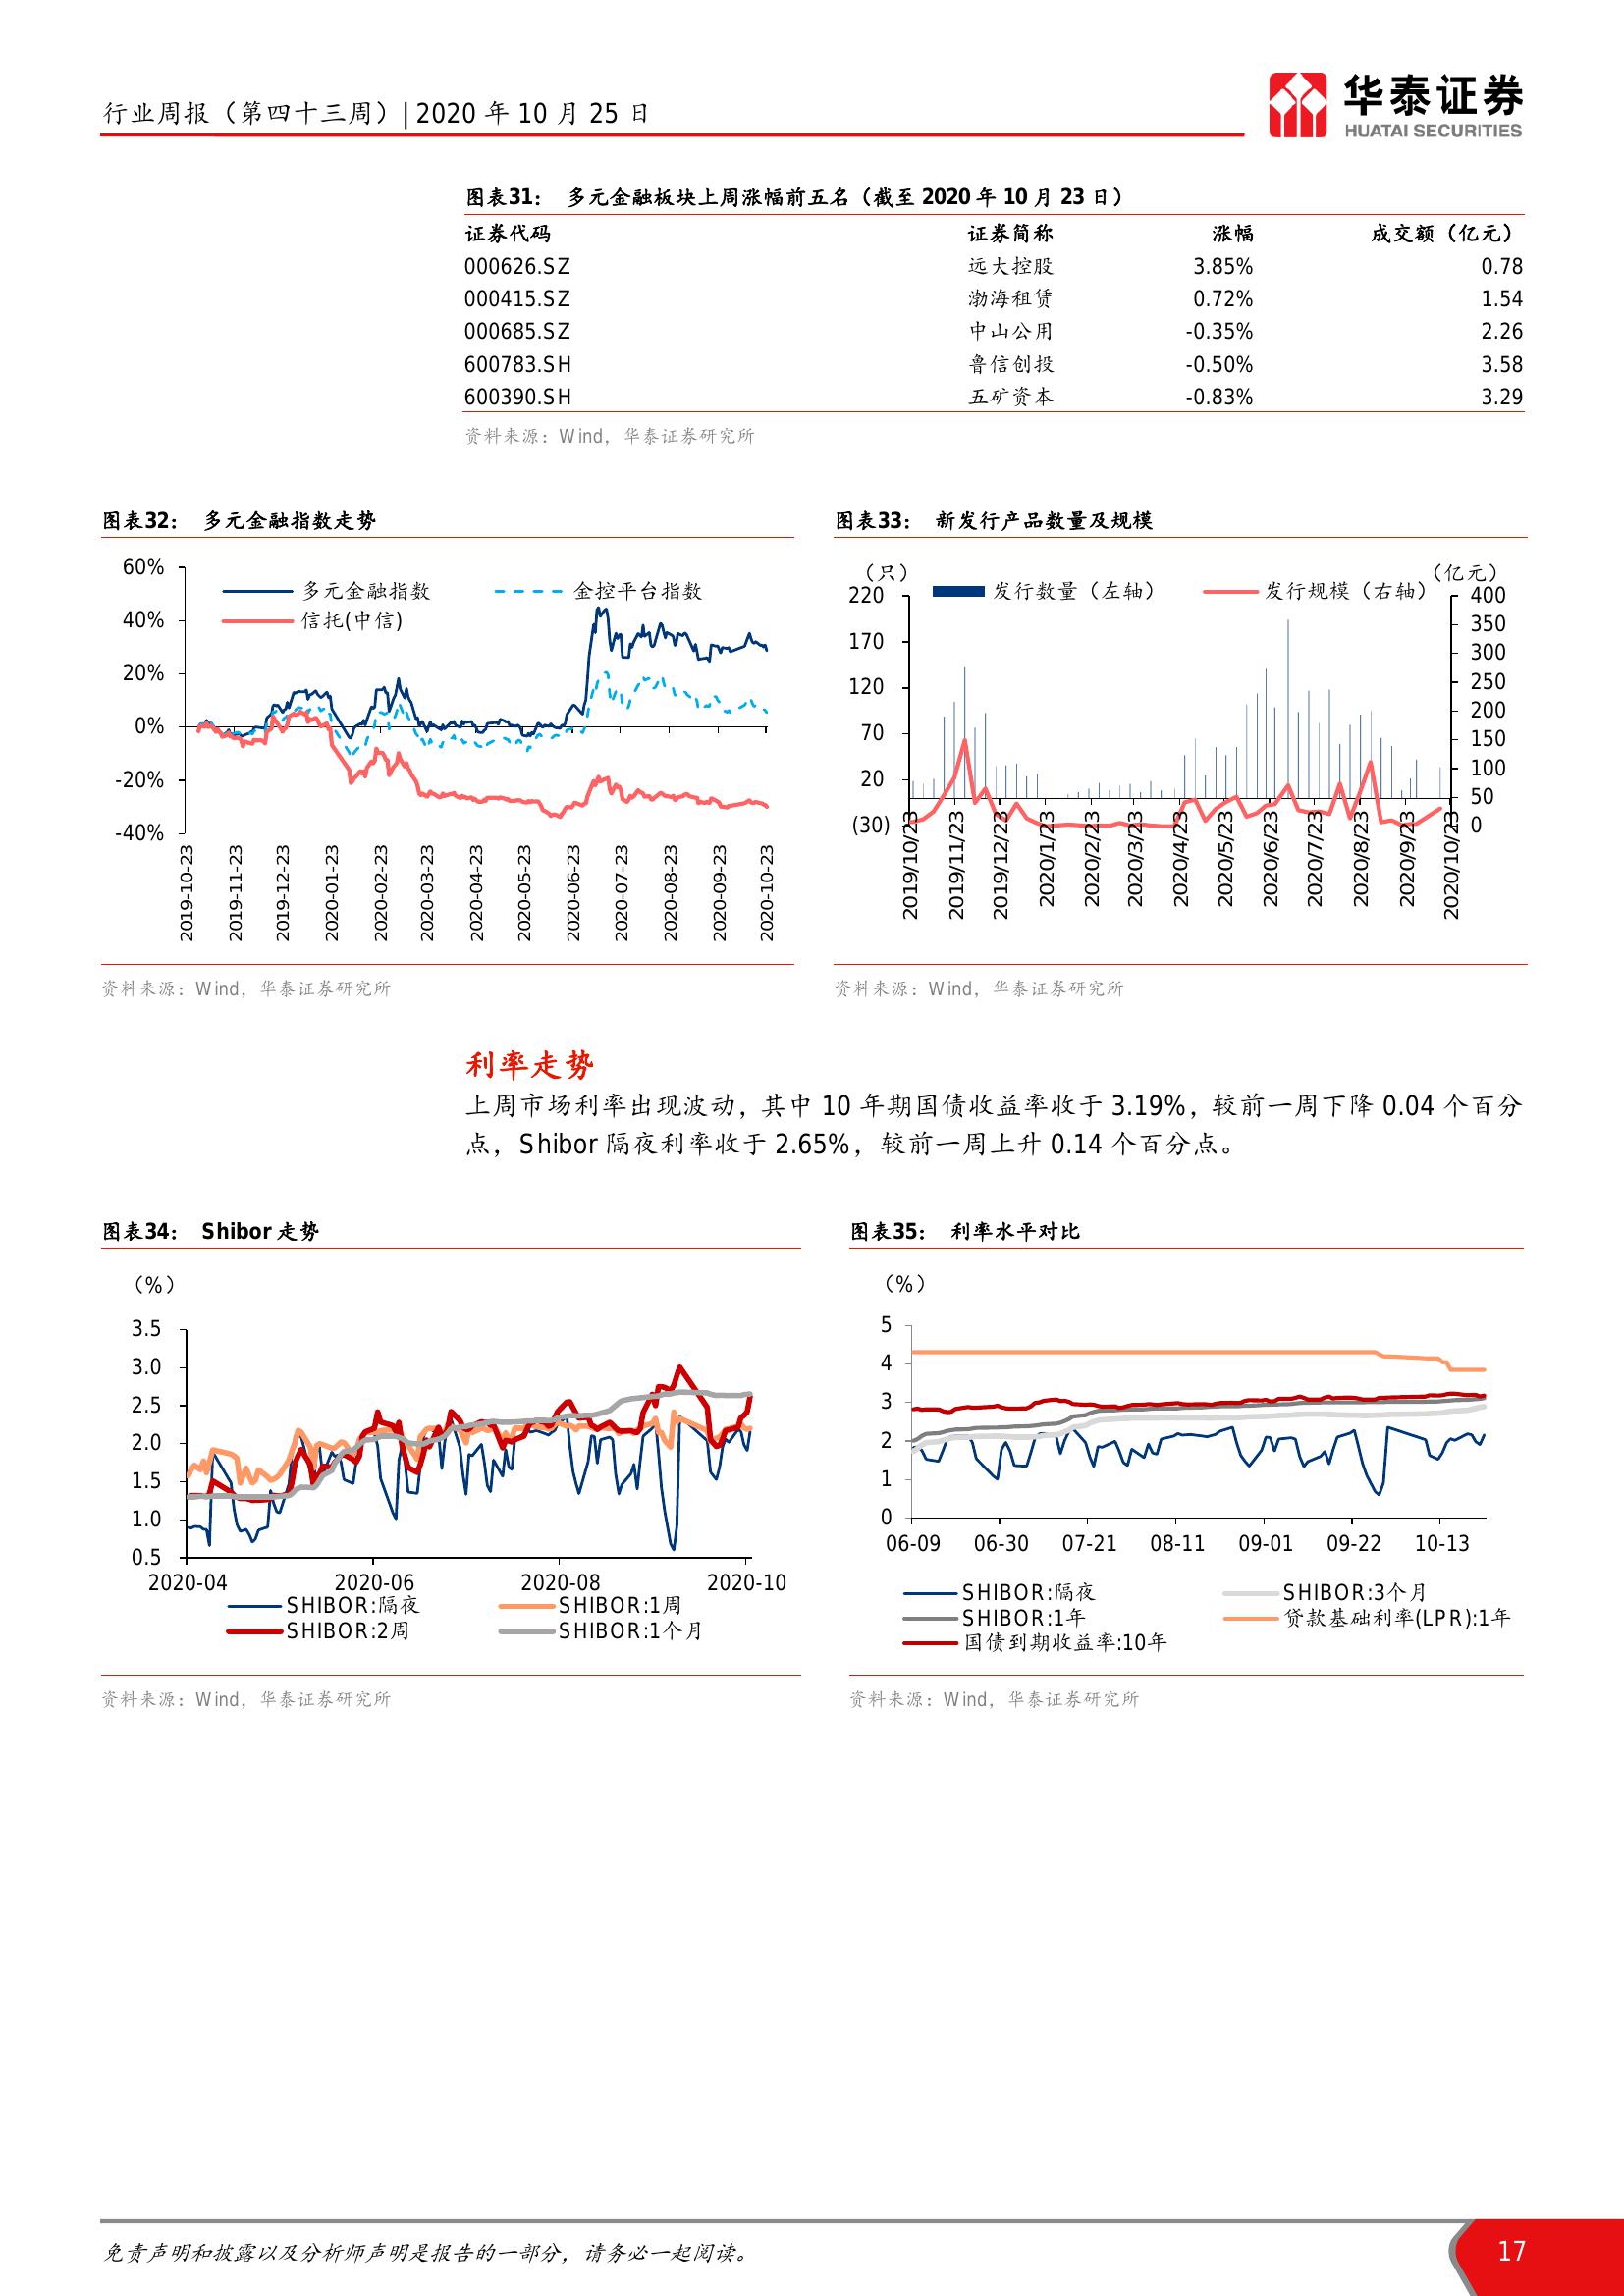 行业周报（第四十三周）| 2020 年 10 月 25 日
华泰证券
HUATAI SECURITIES
图表31： 多元金融板块上周涨幅前五名（截至 2020 年 10 月 23 日）
证券代码 证券简称 涨幅 成交额（亿元）
000626.SZ 远大控股 3.85% 0.78
000415.SZ 渤海租赁 0.72% 1.54
000685.SZ 中山公用 -0.35% 2.26
600783.SH 鲁信创投 -0.50% 3.58
600390.SH 五矿资本 -0.83% 3.29
资料来源：Wind，华泰证券研究所
图表32： 多元金融指数走势
60%
40%
20%
0%
-20%
-40%
多元金融指数 金控平台指数
信托(中信)
2019-10-23
2019-11-23
2019-12-23
2020-01-23
2020-02-23
2020-03-23
2020-04-23
2020-05-23
2020-06-23
2020-07-23
2020-08-23
2020-09-23
2020-10-23
资料来源：Wind，华泰证券研究所
图表33： 新发行产品数量及规模
（只） （亿元）
发行数量（左轴） 发行规模（右轴）
220
170
120
70
20
(30)
400
350
300
250
200
150
100
50
0
2019/10/23
2019/11/23
2019/12/23
2020/1/23
2020/2/23
2020/3/23
2020/4/23
2020/5/23
2020/6/23
2020/7/23
2020/8/23
2020/9/23
2020/10/23
资料来源：Wind，华泰证券研究所
利率走势
上周市场利率出现波动，其中 10 年期国债收益率收于 3.19%，较前一周下降 0.04 个百分
点，Shibor 隔夜利率收于 2.65%，较前一周上升 0.14 个百分点。
图表34： Shibor 走势
（%）
3.5
3.0
2.5
2.0
1.5
1.0
0.5
2020-04 2020-06 2020-08 2020-10
SHIBOR:隔夜 SHIBOR:1周
SHIBOR:2周 SHIBOR:1个月
资料来源：Wind，华泰证券研究所
图表35： 利率水平对比
（%）
5
4
3
2
1
0
06-09 06-30 07-21 08-11 09-01 09-22 10-13
SHIBOR:隔夜 SHIBOR:3个月
SHIBOR:1年 贷款基础利率(LPR):1年
国债到期收益率:10年
资料来源：Wind，华泰证券研究所
免责声明和披露以及分析师声明是报告的一部分，请务必一起阅读。
17